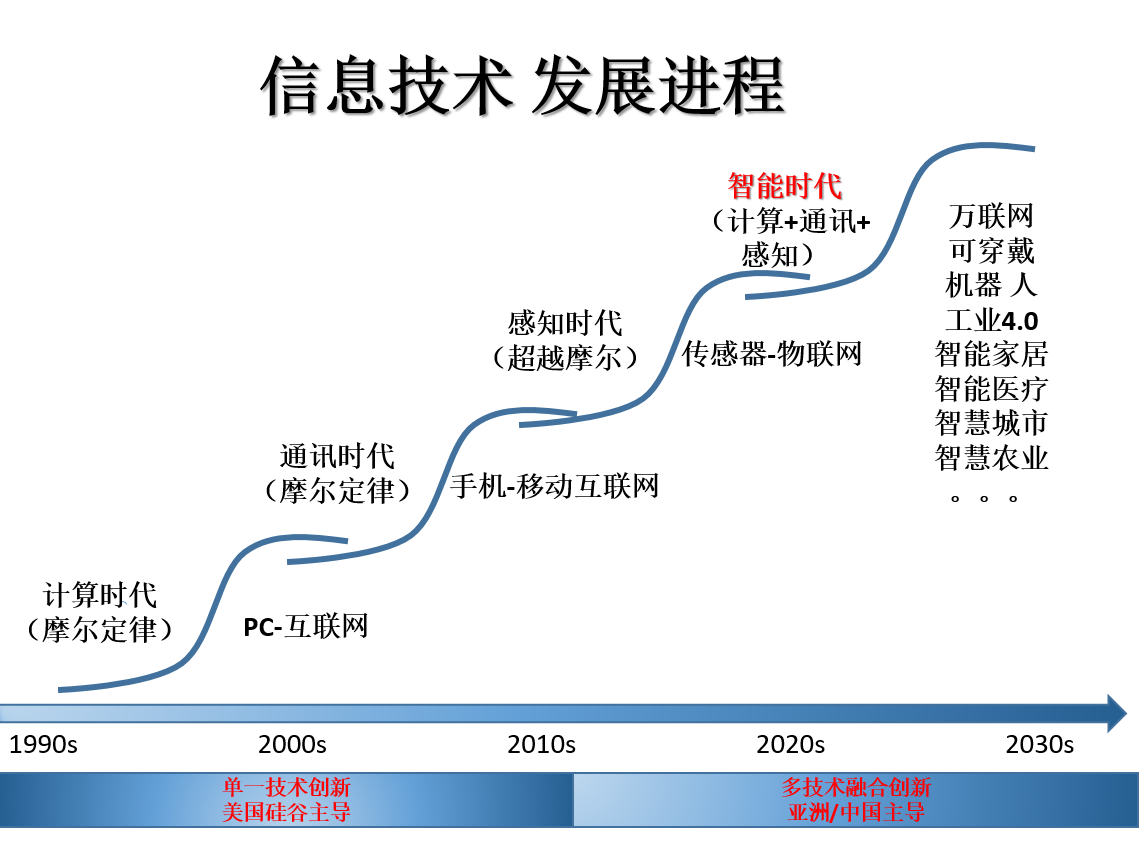 信息技术 发展进程
智能时代
（计算+通讯+
感知）
万联网
可穿戴
机器 人
工业4.0
智能家居
智能医疗
智慧城市
智慧农业
。。。
感知时代
（超越摩尔）
传感器-物联网
通讯时代
（摩尔定律）
手机-移动互联网
计算时代
（摩尔定律）
PC-互联网
1990s
2000s
2010s
2020s
2030s
单一技术创新
美国硅谷主导
多技术融合创新
亚洲/中国主导